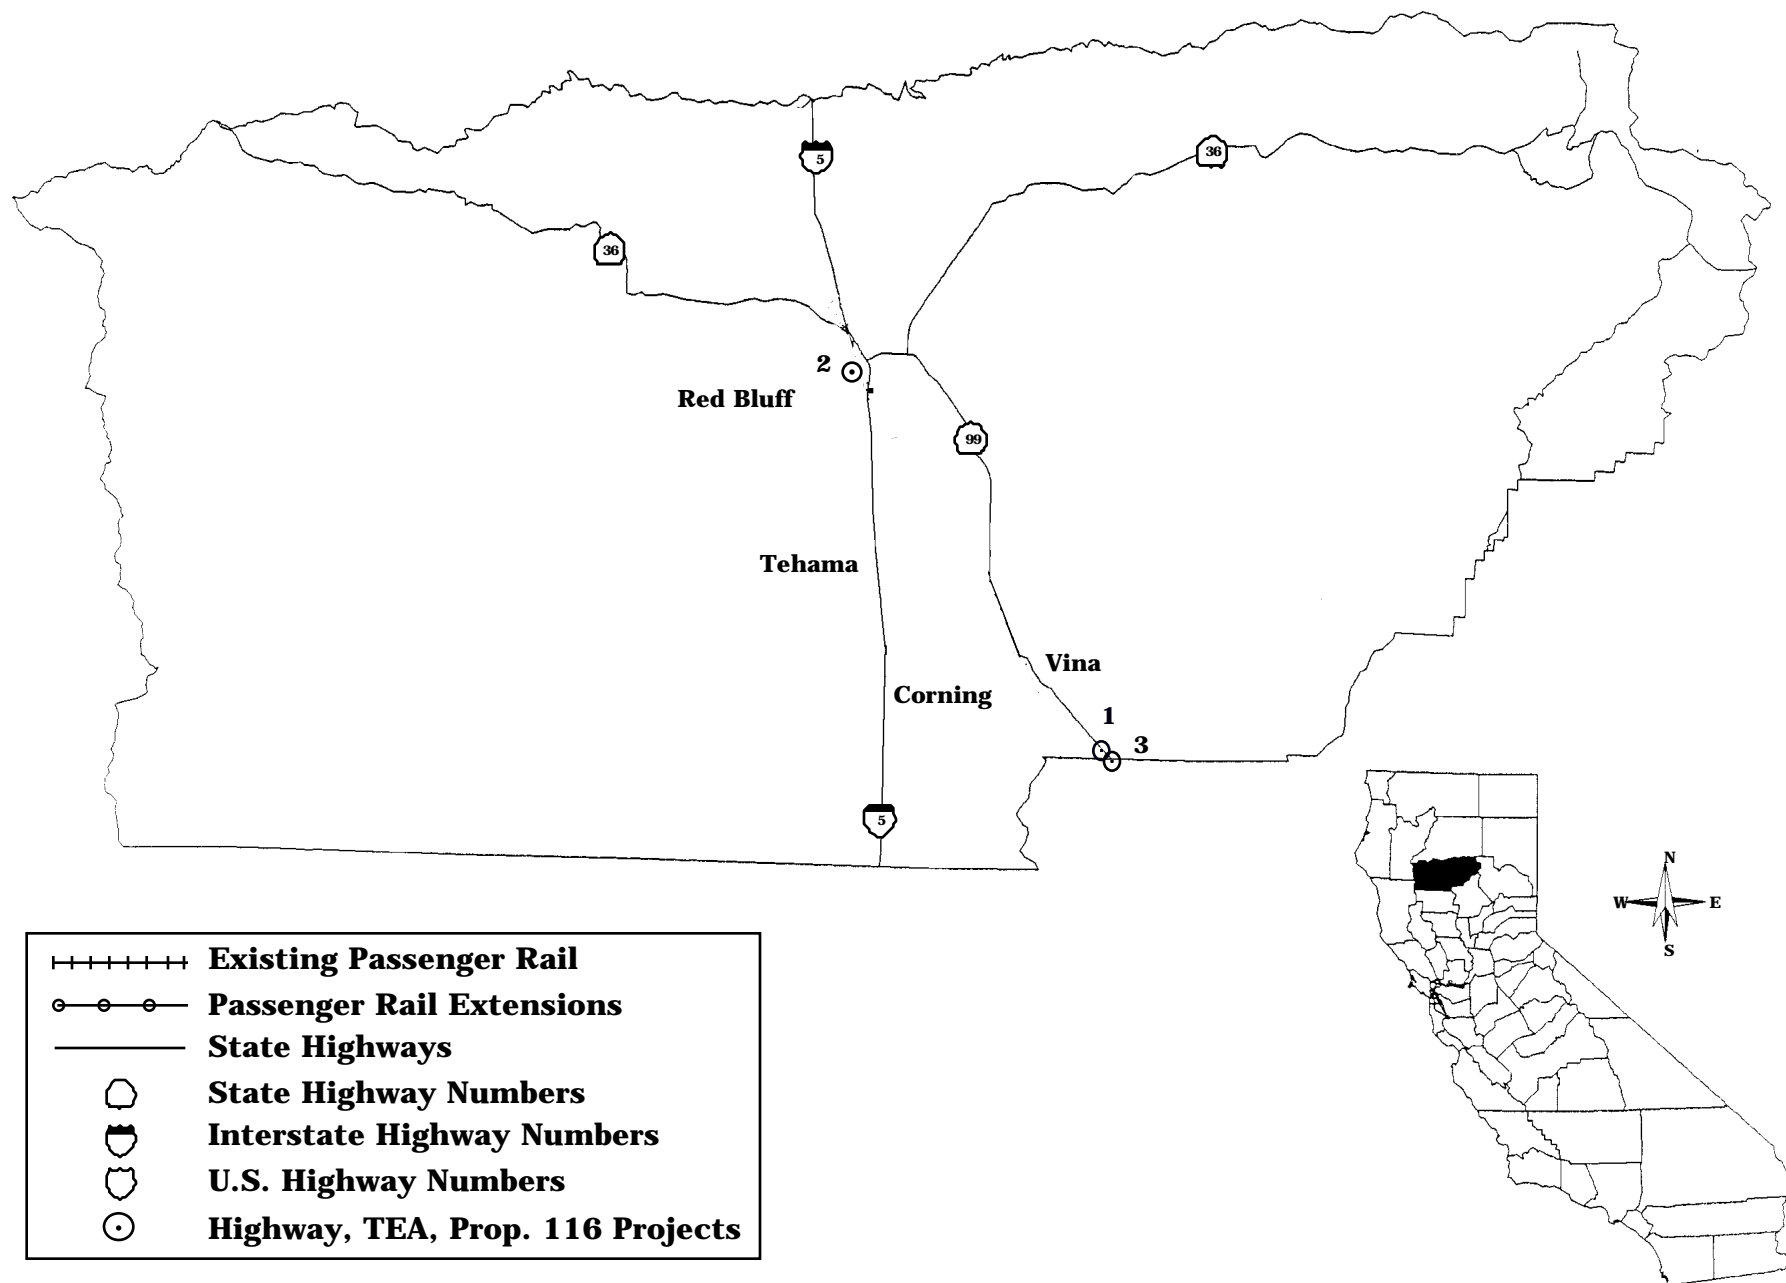 5
36
36
2
Red Bluff
99
Tehama
Vina
Corning
1
3
5
N
W E
S
Existing Passenger Rail
Passenger Rail Extensions
State Highways
State Highway Numbers
Interstate Highway Numbers
U.S. Highway Numbers
Highway, TEA, Prop. 116 Projects